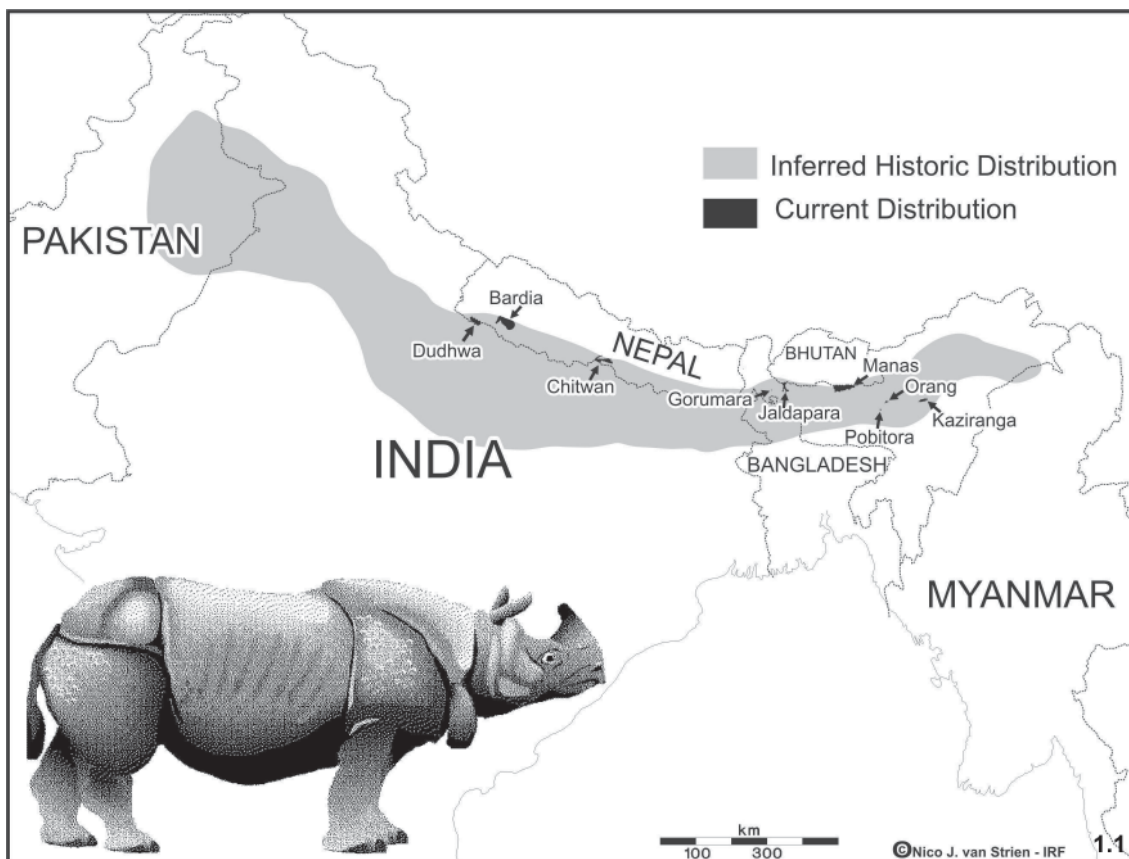 Inferred Historic Distribution
Current Distribution
PAKISTAN
Bardia
Dudhwa
NEPAL
Chitwan
BHUTAN
Manas
Orang
Gorumara
Jaldapara
Kaziranga
Pobitora
INDIA
BANGLADESH
MYANMAR
km
100 300
©Nico J. van Strien - IRF
1.1